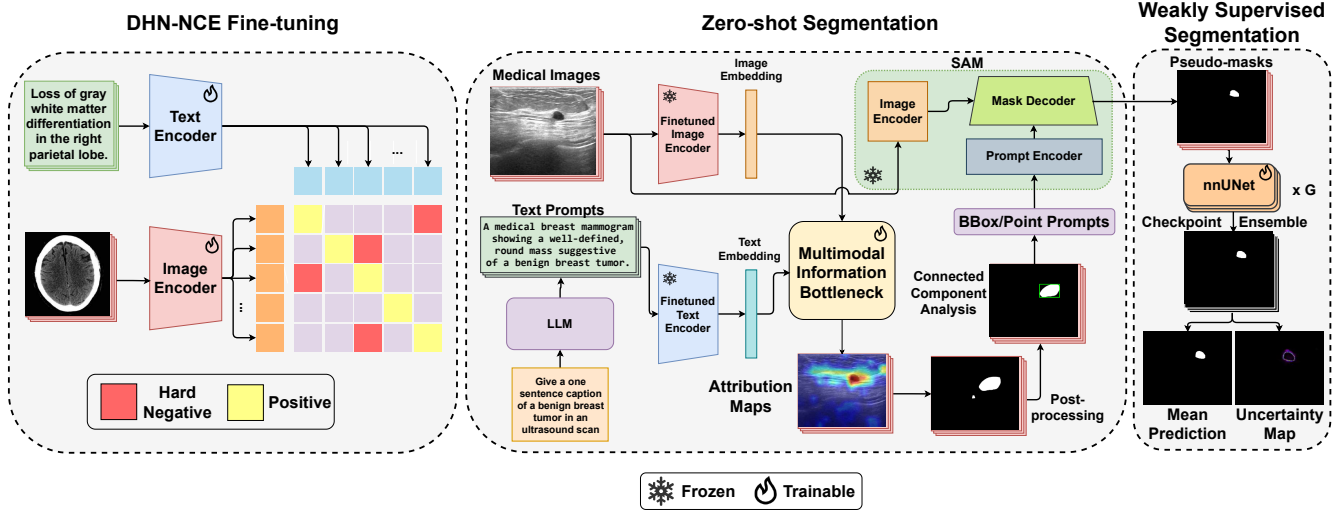 DHN-NCE Fine-tuning
Loss of gray
white matter
differentiation
in the right
parietal lobe.
Text
Encoder
...
Image
Encoder
...
Hard
Negative
Positive
Zero-shot Segmentation
Medical Images
Finetuned
Image
Encoder
Image
Embedding
SAM
Image
Encoder
Mask Decoder
Prompt Encoder
BBox/Point Prompts
Text Prompts
A medical breast mammogram
showing a well-defined,
round mass suggestive
of a benign breast tumor.
LLM
Give a one
sentence caption
of a benign breast
tumor in an
ultrasound scan
Finetuned
Text
Encoder
Text
Embedding
Multimodal
Information
Bottleneck
Attribution
Maps
Connected
Component
Analysis
Post-
processing
Weakly Supervised
Segmentation
Pseudo-masks
nnUNet
x G
Checkpoint Ensemble
Mean
Prediction
Uncertainty
Map
Frozen
Trainable